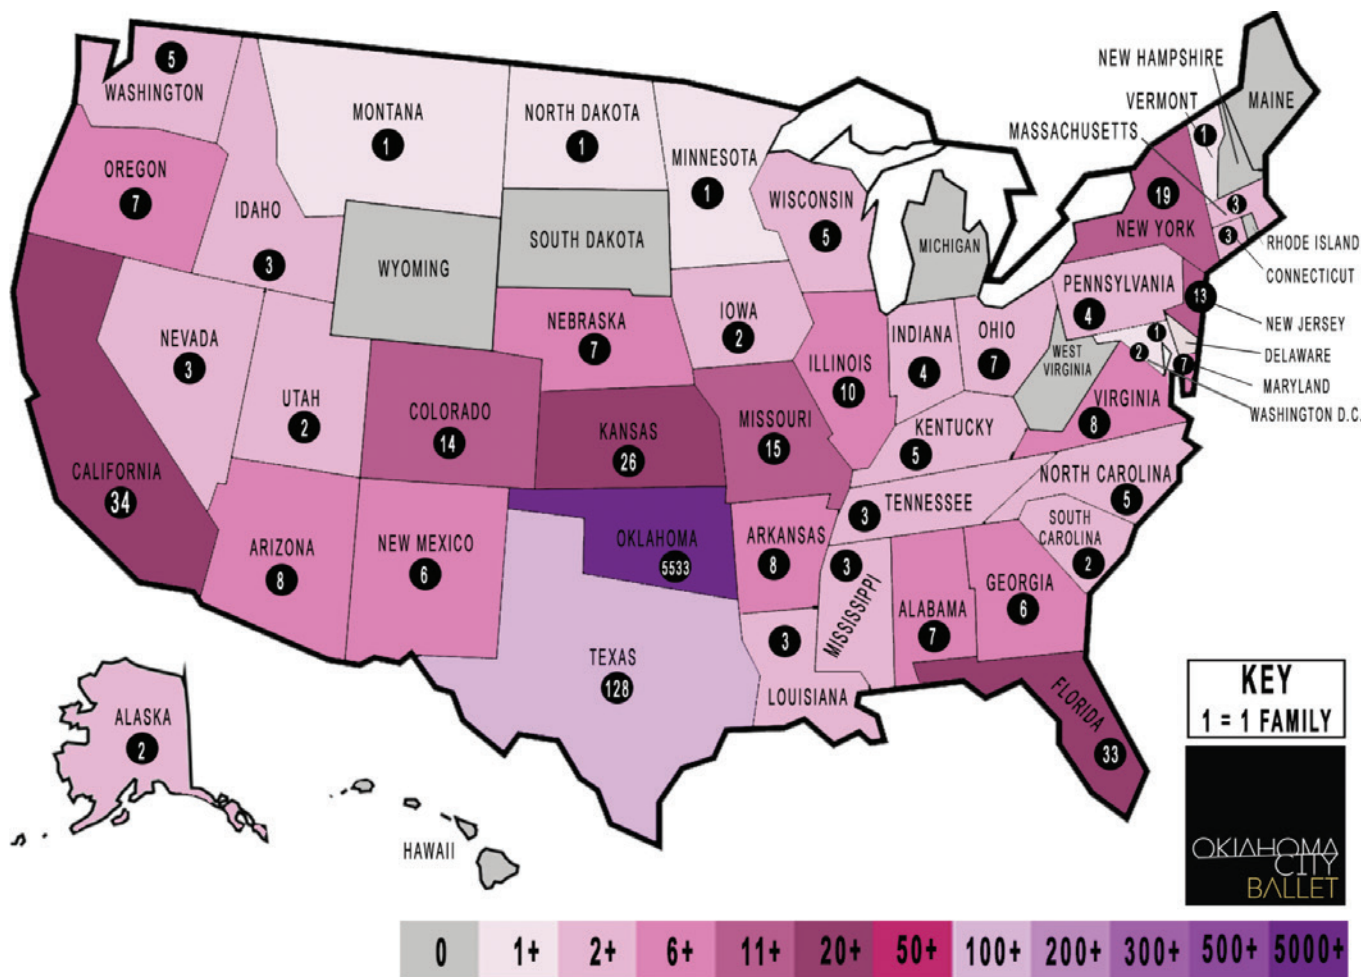 5
WASHINGTON
MONTANA
1
NORTH DAKOTA
1
MINNESOTA
1
OREGON
7
IDAHO
3
WYOMING
SOUTH DAKOTA
WISCONSIN
5
MICHIGAN
NEW HAMPSHIRE
VERMONT
1
MAINE
MASSACHUSETTS
3
19
NEW YORK
3
RHODE ISLAND
CONNECTICUT
PENNSYLVANIA
4
13
NEW JERSEY
1
DELAWARE
2
7
MARYLAND
WASHINGTON D.C.
NEVADA
3
UTAH
2
NEBRASKA
7
IOWA
2
ILLINOIS
10
INDIANA
4
OHIO
7
WEST
VIRGINIA
VIRGINIA
8
CALIFORNIA
34
COLORADO
14
KANSAS
26
MISSOURI
15
KENTUCKY
5
NORTH CAROLINA
5
TENNESSEE
3
SOUTH
CAROLINA
2
ARIZONA
8
NEW MEXICO
6
OKLAHOMA
5533
ARKANSAS
8
3
MISSISSIPPI
ALABAMA
7
GEORGIA
6
TEXAS
128
3
LOUISIANA
FLORIDA
33
ALASKA
2
HAWAII
KEY
1 = 1 FAMILY
OKLAHOMA
CITY
BALLET
0 1+ 2+ 6+ 11+ 20+ 50+ 100+ 200+ 300+ 500+ 5000+